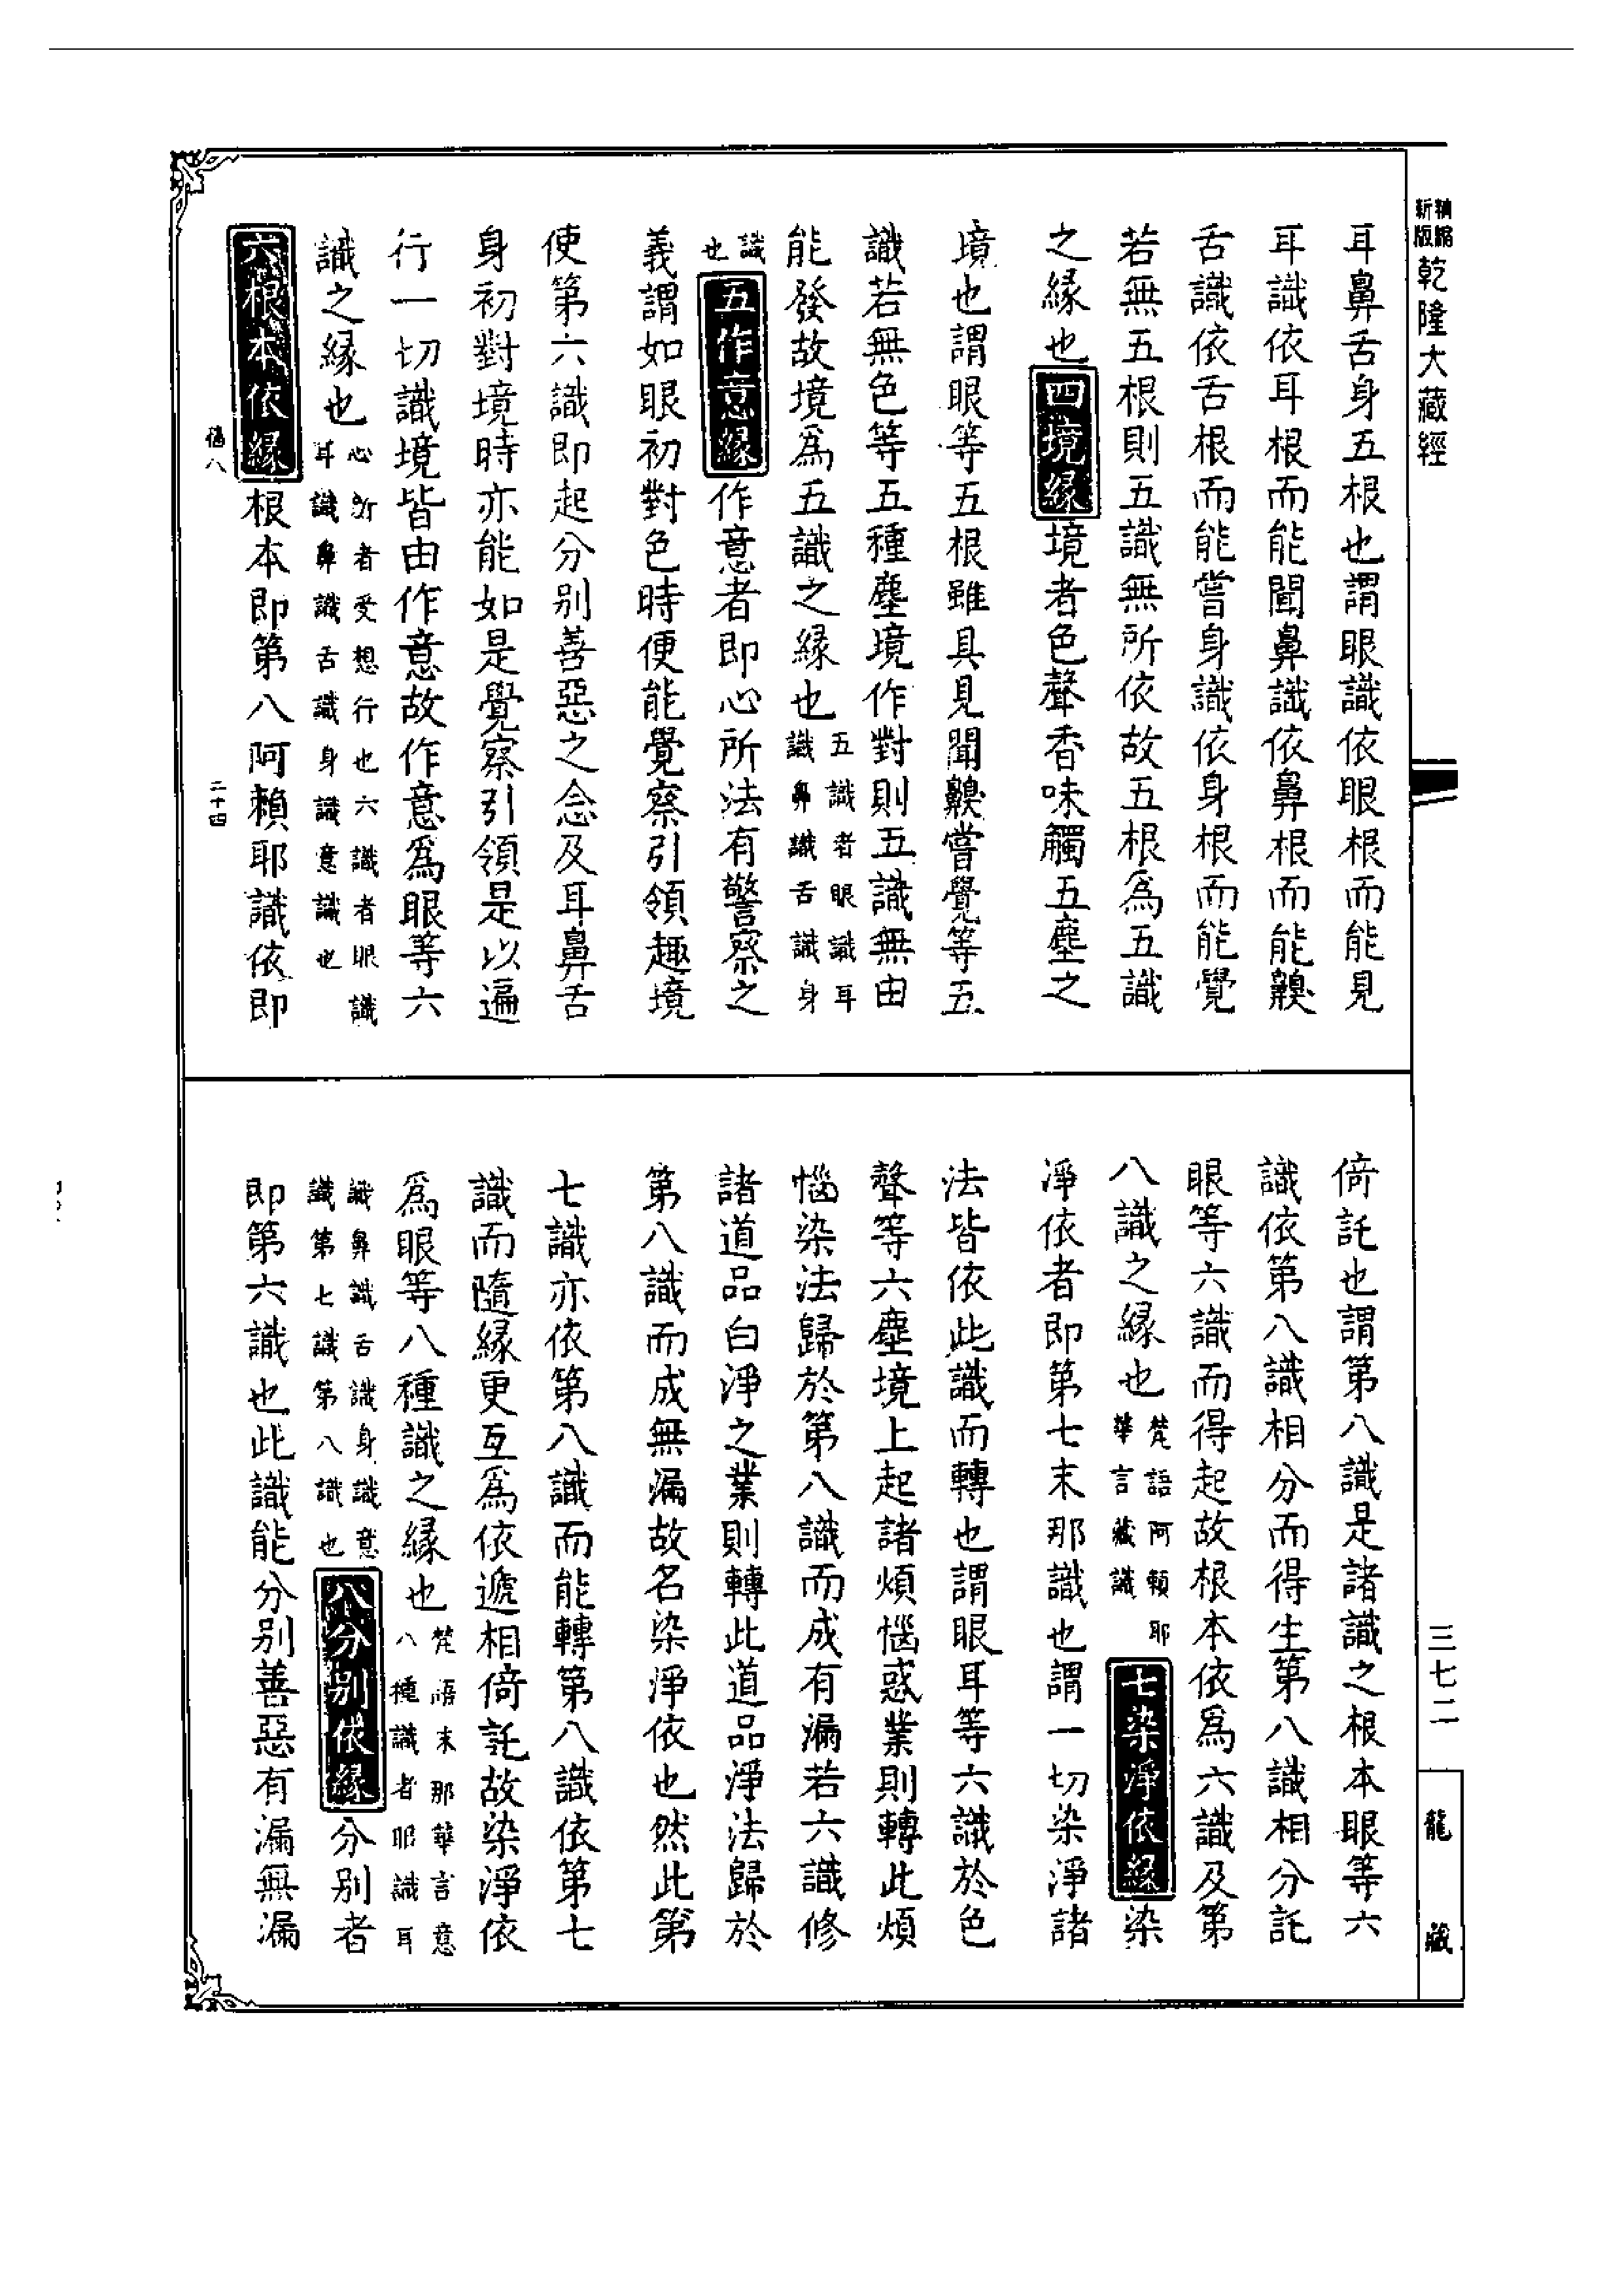 精縮
新版
乾隆大藏經
耳鼻舌身五根也謂眼識依眼根而能見
耳識依耳根而能聞鼻識依鼻根而能齅
舌識依舌根而能嘗身識依身根而能覺
若無五根則五識無所依故五根爲五識
之緣也四境緣境者色聲香味觸五塵之
境也謂眼等五根雖具見聞齅嘗覺等五
識若無色等五種塵境作對則五識無由
能發故境爲五識之緣也五識者眼識耳
識鼻識舌識身
識
也五作意緣作意者即心所法有警察之
義謂如眼初對色時便能覺察引領趣境
使第六識即起分別善惡之念及耳鼻舌
身初對境時亦能如是覺察引領是以遍
行一切識境皆由作意故作意爲眼等六
識之緣也心所者受想行也六識者眼識
耳識鼻識舌識身識意識也
六根本依緣根本即第八阿賴耶識依即
二十四
倚託也謂第八識是諸識之根本眼等六
識依第八識相分而得生第八識相分託
眼等六識而得起故根本依爲六識及第
八識之緣也梵語阿賴耶
華言藏識
七染淨依緣染
淨依者即第七末那識也謂一切染淨諸
法皆依此識而轉也謂眼耳等六識於色
聲等六塵境上起諸煩惱惑業則轉此煩
惱染法歸於第八識而成有漏若六識修
諸道品白淨之業則轉此道品淨法歸於
第八識而成無漏故名染淨依也然此第
七識亦依第八識而能轉第八識依第七
識而隨緣更互爲依遞相倚託故染淨依
爲眼等八種識之緣也梵語末那華言意
八種識者眼識耳
識鼻識舌識身識意
識第七識第八識也
八分別依緣分別者
即第六識也此識能分別善惡有漏無漏
三七二
龍藏